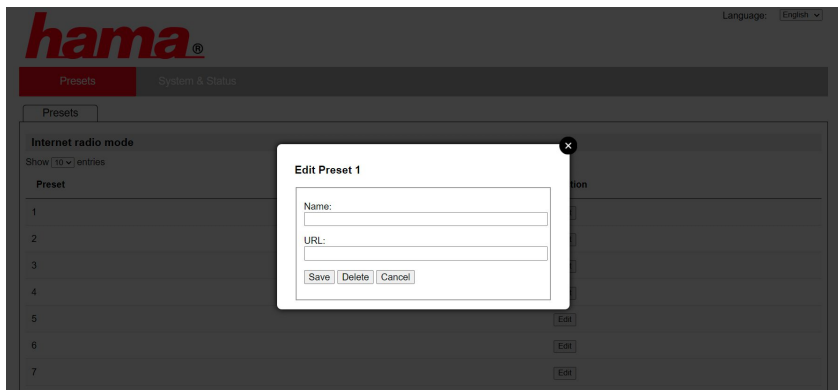 Language: English
hama®
Presets System & Status
Presets
Internet radio mode
Show 10 entries
Preset
1
2
3
4
5 Edit
6 Edit
7 Edit
Edit Preset 1
Name:
URL:
Save Delete Cancel